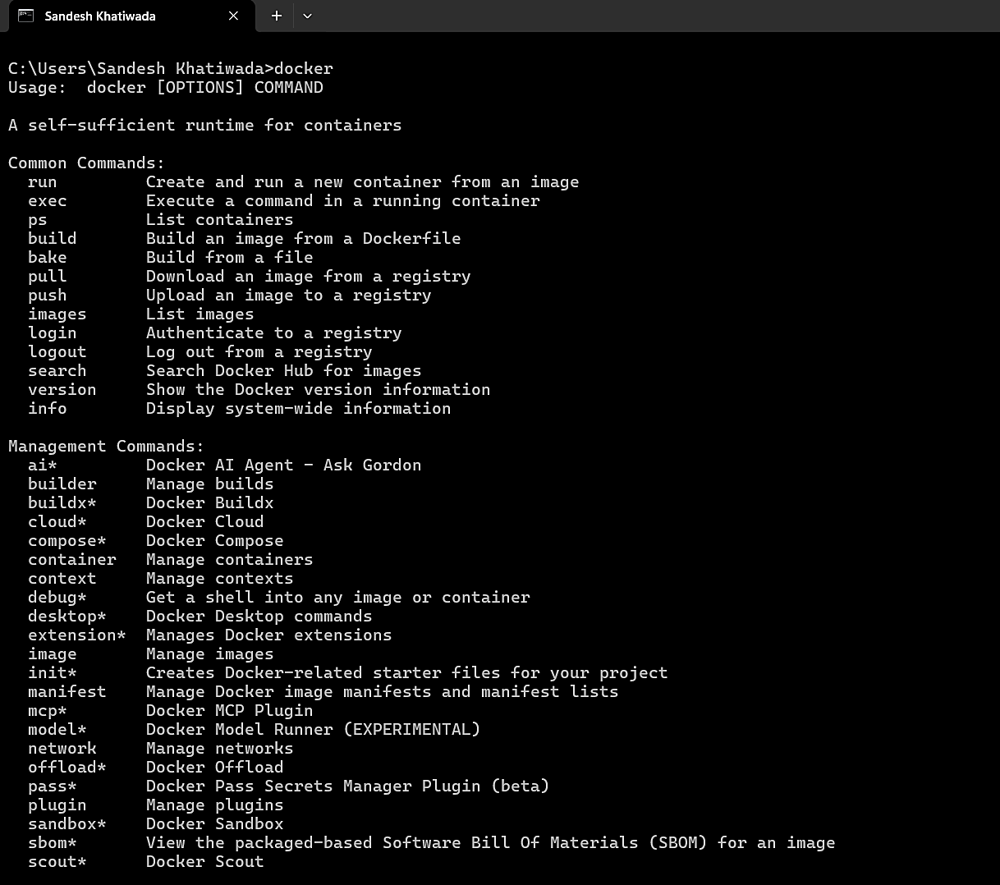 Sandesh Khatiwada
C:\Users\Sandesh Khatiwada>docker
Usage:  docker [OPTIONS] COMMAND
A self-sufficient runtime for containers
Common Commands:
  run         Create and run a new container from an image
  exec        Execute a command in a running container
  ps          List containers
  build       Build an image from a Dockerfile
  bake        Build from a file
  pull        Download an image from a registry
  push        Upload an image to a registry
  images      List images
  login       Authenticate to a registry
  logout      Log out from a registry
  search      Search Docker Hub for images
  version     Show the Docker version information
  info        Display system-wide information
Management Commands:
  ai*         Docker AI Agent - Ask Gordon
  builder     Manage builds
  buildx*     Docker Buildx
  cloud*      Docker Cloud
  compose*    Docker Compose
  container   Manage containers
  context     Manage contexts
  debug*      Get a shell into any image or container
  desktop*    Docker Desktop commands
  extension*  Manages Docker extensions
  image       Manage images
  init*       Creates Docker-related starter files for your project
  manifest    Manage Docker image manifests and manifest lists
  mcp*        Docker MCP Plugin
  model*      Docker Model Runner (EXPERIMENTAL)
  network     Manage networks
  offload*    Docker Offload
  pass*       Docker Pass Secrets Manager Plugin (beta)
  plugin      Manage plugins
  sandbox*    Docker Sandbox
  sbom*       View the packaged-based Software Bill Of Materials (SBOM) for an image
  scout*      Docker Scout